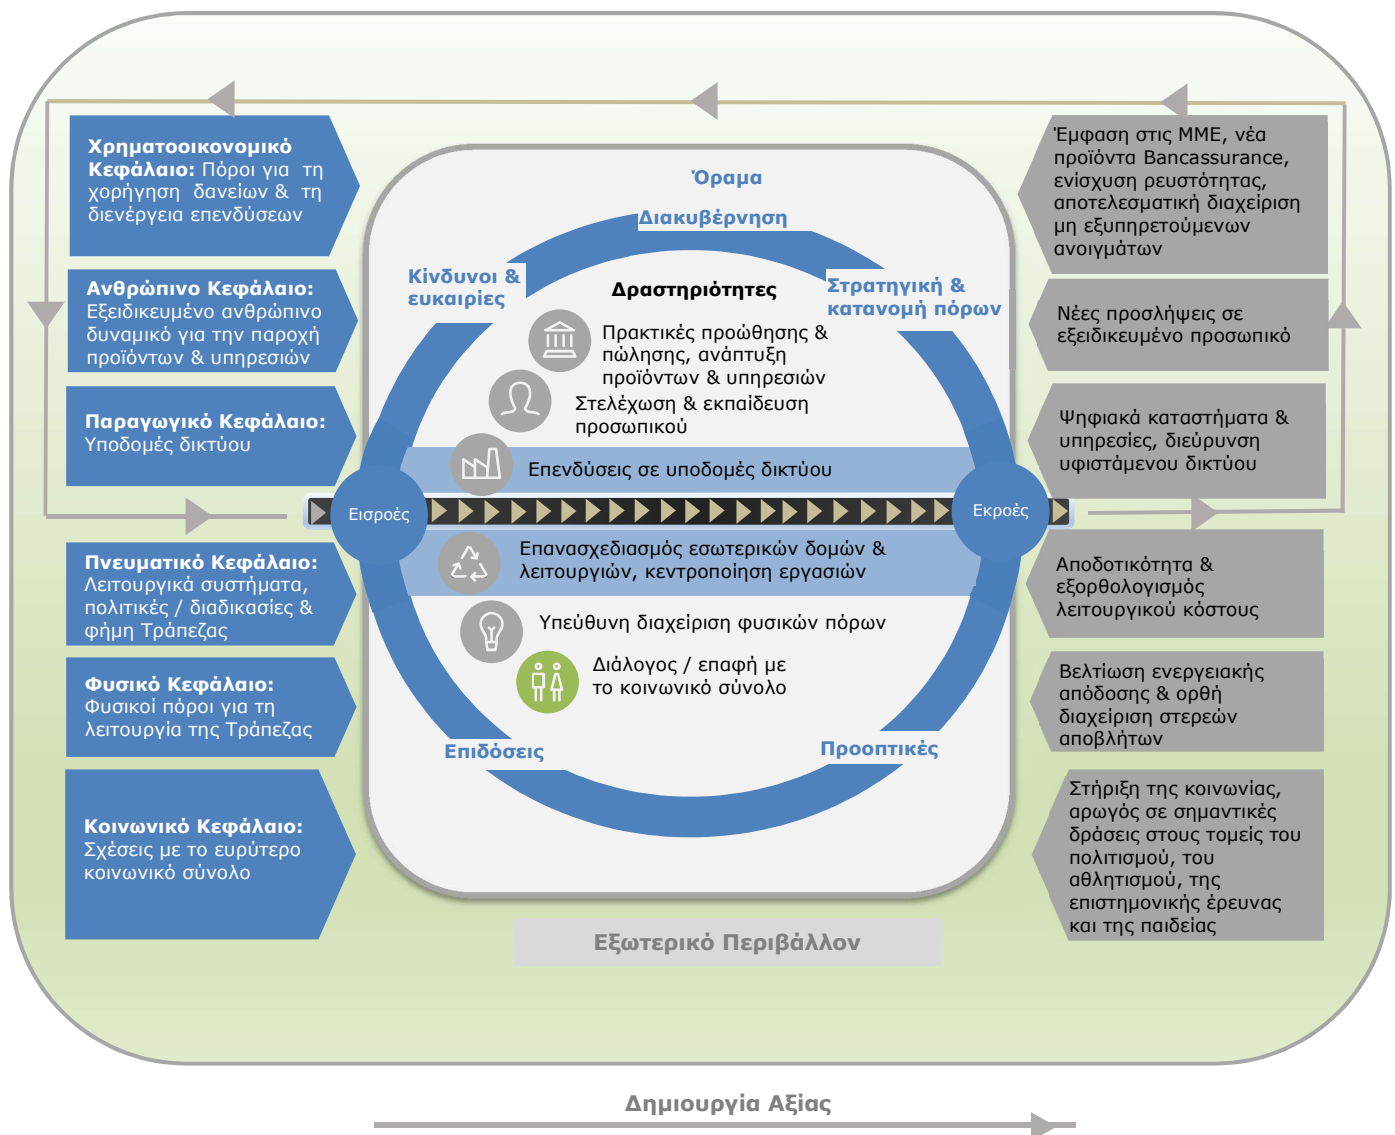 Χρηματοοικονομικό
Κεφάλαιο: Πόροι για τη
χορήγηση δανείων & τη
διενέργεια επενδύσεων
Ανθρώπινο Κεφάλαιο:
Εξειδικευμένο ανθρώπινο
δυναμικό για την παροχή
προϊόντων & υπηρεσιών
Παραγωγικό Κεφάλαιο:
Υποδομές δικτύου
Πνευματικό Κεφάλαιο:
Λειτουργικά συστήματα,
πολιτικές / διαδικασίες &
φήμη Τράπεζας
Φυσικό Κεφάλαιο:
Φυσικοί πόροι για τη
λειτουργία της Τράπεζας
Κοινωνικό Κεφάλαιο:
Σχέσεις με το ευρύτερο
κοινωνικό σύνολο
Όραμα
Διακυβέρνηση
Κίνδυνοι &
ευκαιρίες
Στρατηγική &
κατανομή πόρων
Δραστηριότητες
Πρακτικές προώθησης &
πώλησης, ανάπτυξη
προϊόντων & υπηρεσιών
Στελέχωση & εκπαίδευση
προσωπικού
Επενδύσεις σε υποδομές δικτύου
Εισροές
Εκροές
Επανασχεδιασμός εσωτερικών δομών &
λειτουργιών, κεντροποίηση εργασιών
Υπεύθυνη διαχείριση φυσικών πόρων
Διάλογος / επαφή με
το κοινωνικό σύνολο
Επιδόσεις
Προοπτικές
Έμφαση στις ΜΜΕ, νέα
προϊόντα Bancassurance,
ενίσχυση ρευστότητας,
αποτελεσματική διαχείριση
μη εξυπηρετούμενων
ανοιγμάτων
Νέες προσλήψεις σε
εξειδικευμένο προσωπικό
Ψηφιακά καταστήματα &
υπηρεσίες, διεύρυνση
υφιστάμενου δικτύου
Αποδοτικότητα &
εξορθολογισμός
λειτουργικού κόστους
Βελτίωση ενεργειακής
απόδοσης & ορθή
διαχείριση στερεών
αποβλήτων
Στήριξη της κοινωνίας,
αρωγός σε σημαντικές
δράσεις στους τομείς του
πολιτισμού, του
αθλητισμού, της
επιστημονικής έρευνας
και της παιδείας
Εξωτερικό Περιβάλλον
Δημιουργία Αξίας